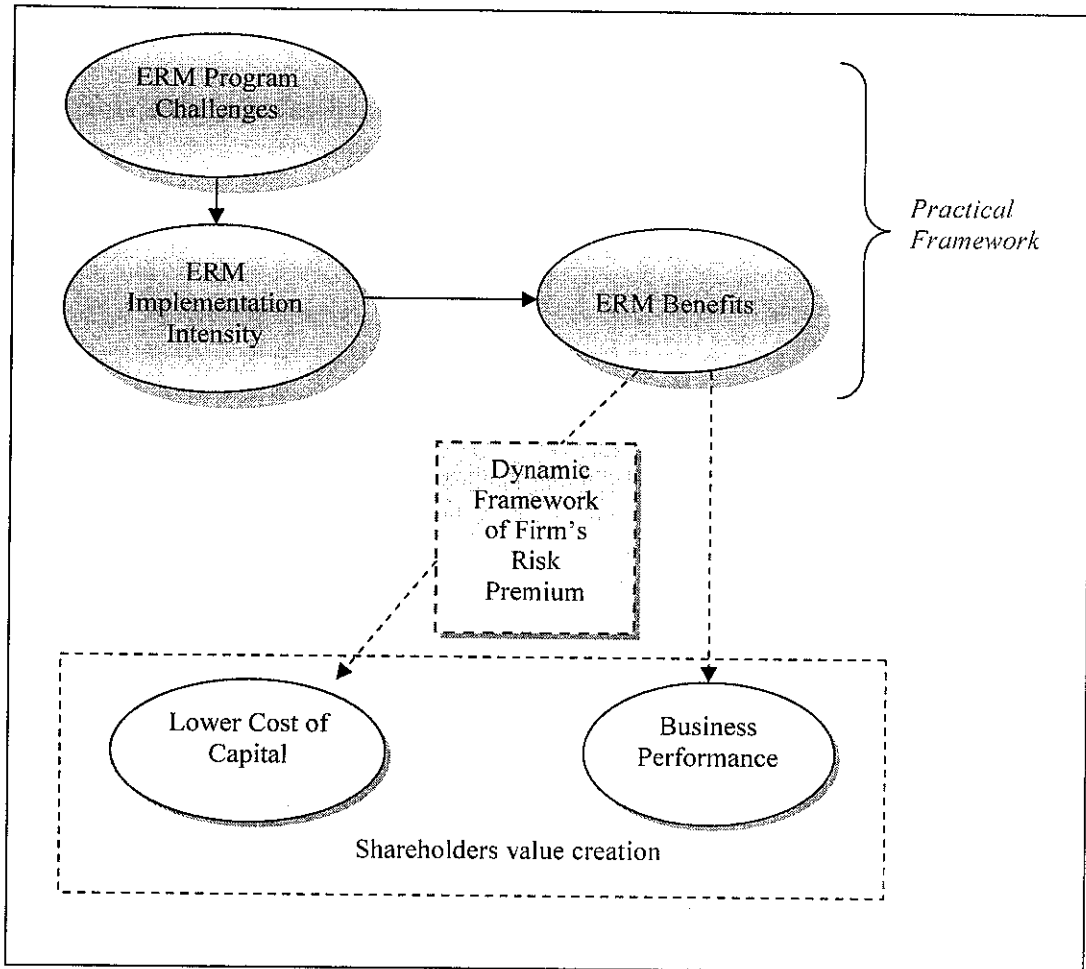 ERM Program
Challenges
ERM
Implementation
Intensity
ERM Benefits
Practical
Framework
Dynamic
Framework
of Firm's
Risk
Premium
Lower Cost of
Capital
Business
Performance
Shareholders value creation